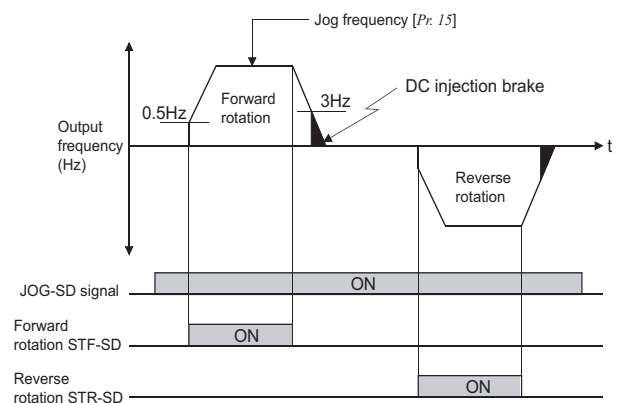 Jog frequency [Pr. 15]
DC injection brake
0.5Hz
Forward
rotation
3Hz
Output
frequency
(Hz)
t
Reverse
rotation
JOG-SD signal
ON
Forward
rotation STF-SD
ON
Reverse
rotation STR-SD
ON